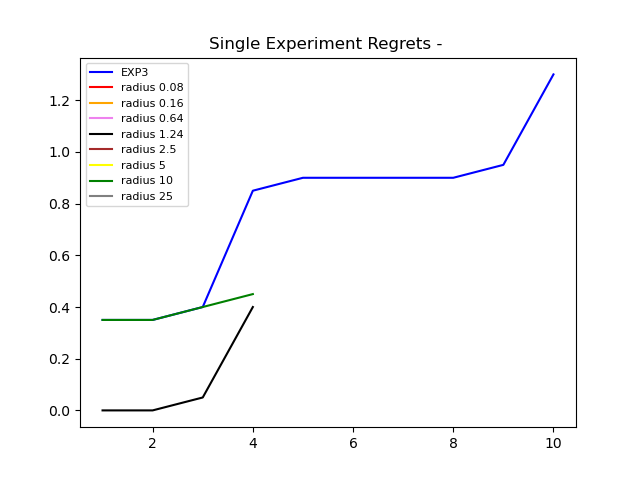 Single Experiment Regrets -
EXP3
radius 0.08
radius 0.16
radius 0.64
radius 1.24
radius 2.5
radius 5
radius 10
radius 25
1.2
1.0
0.8
0.6
0.4
0.2
0.0
2 4 6 8 10